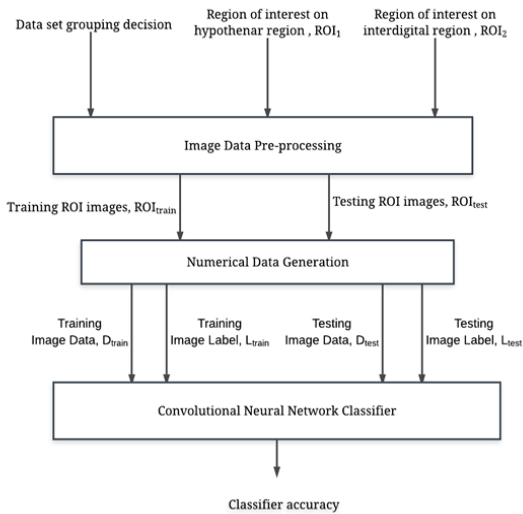 Data set grouping decision
Region of interest on
hypothenar region , ROI₁
Region of interest on
interdigital region , ROI₂
Image Data Pre-processing
Training ROI images, ROItrain
Testing ROI images, ROItest
Numerical Data Generation
Training
Image Data, Dtrain
Training
Image Label, Ltrain
Testing
Image Data, Dtest
Testing
Image Label, Ltest
Convolutional Neural Network Classifier
Classifier accuracy